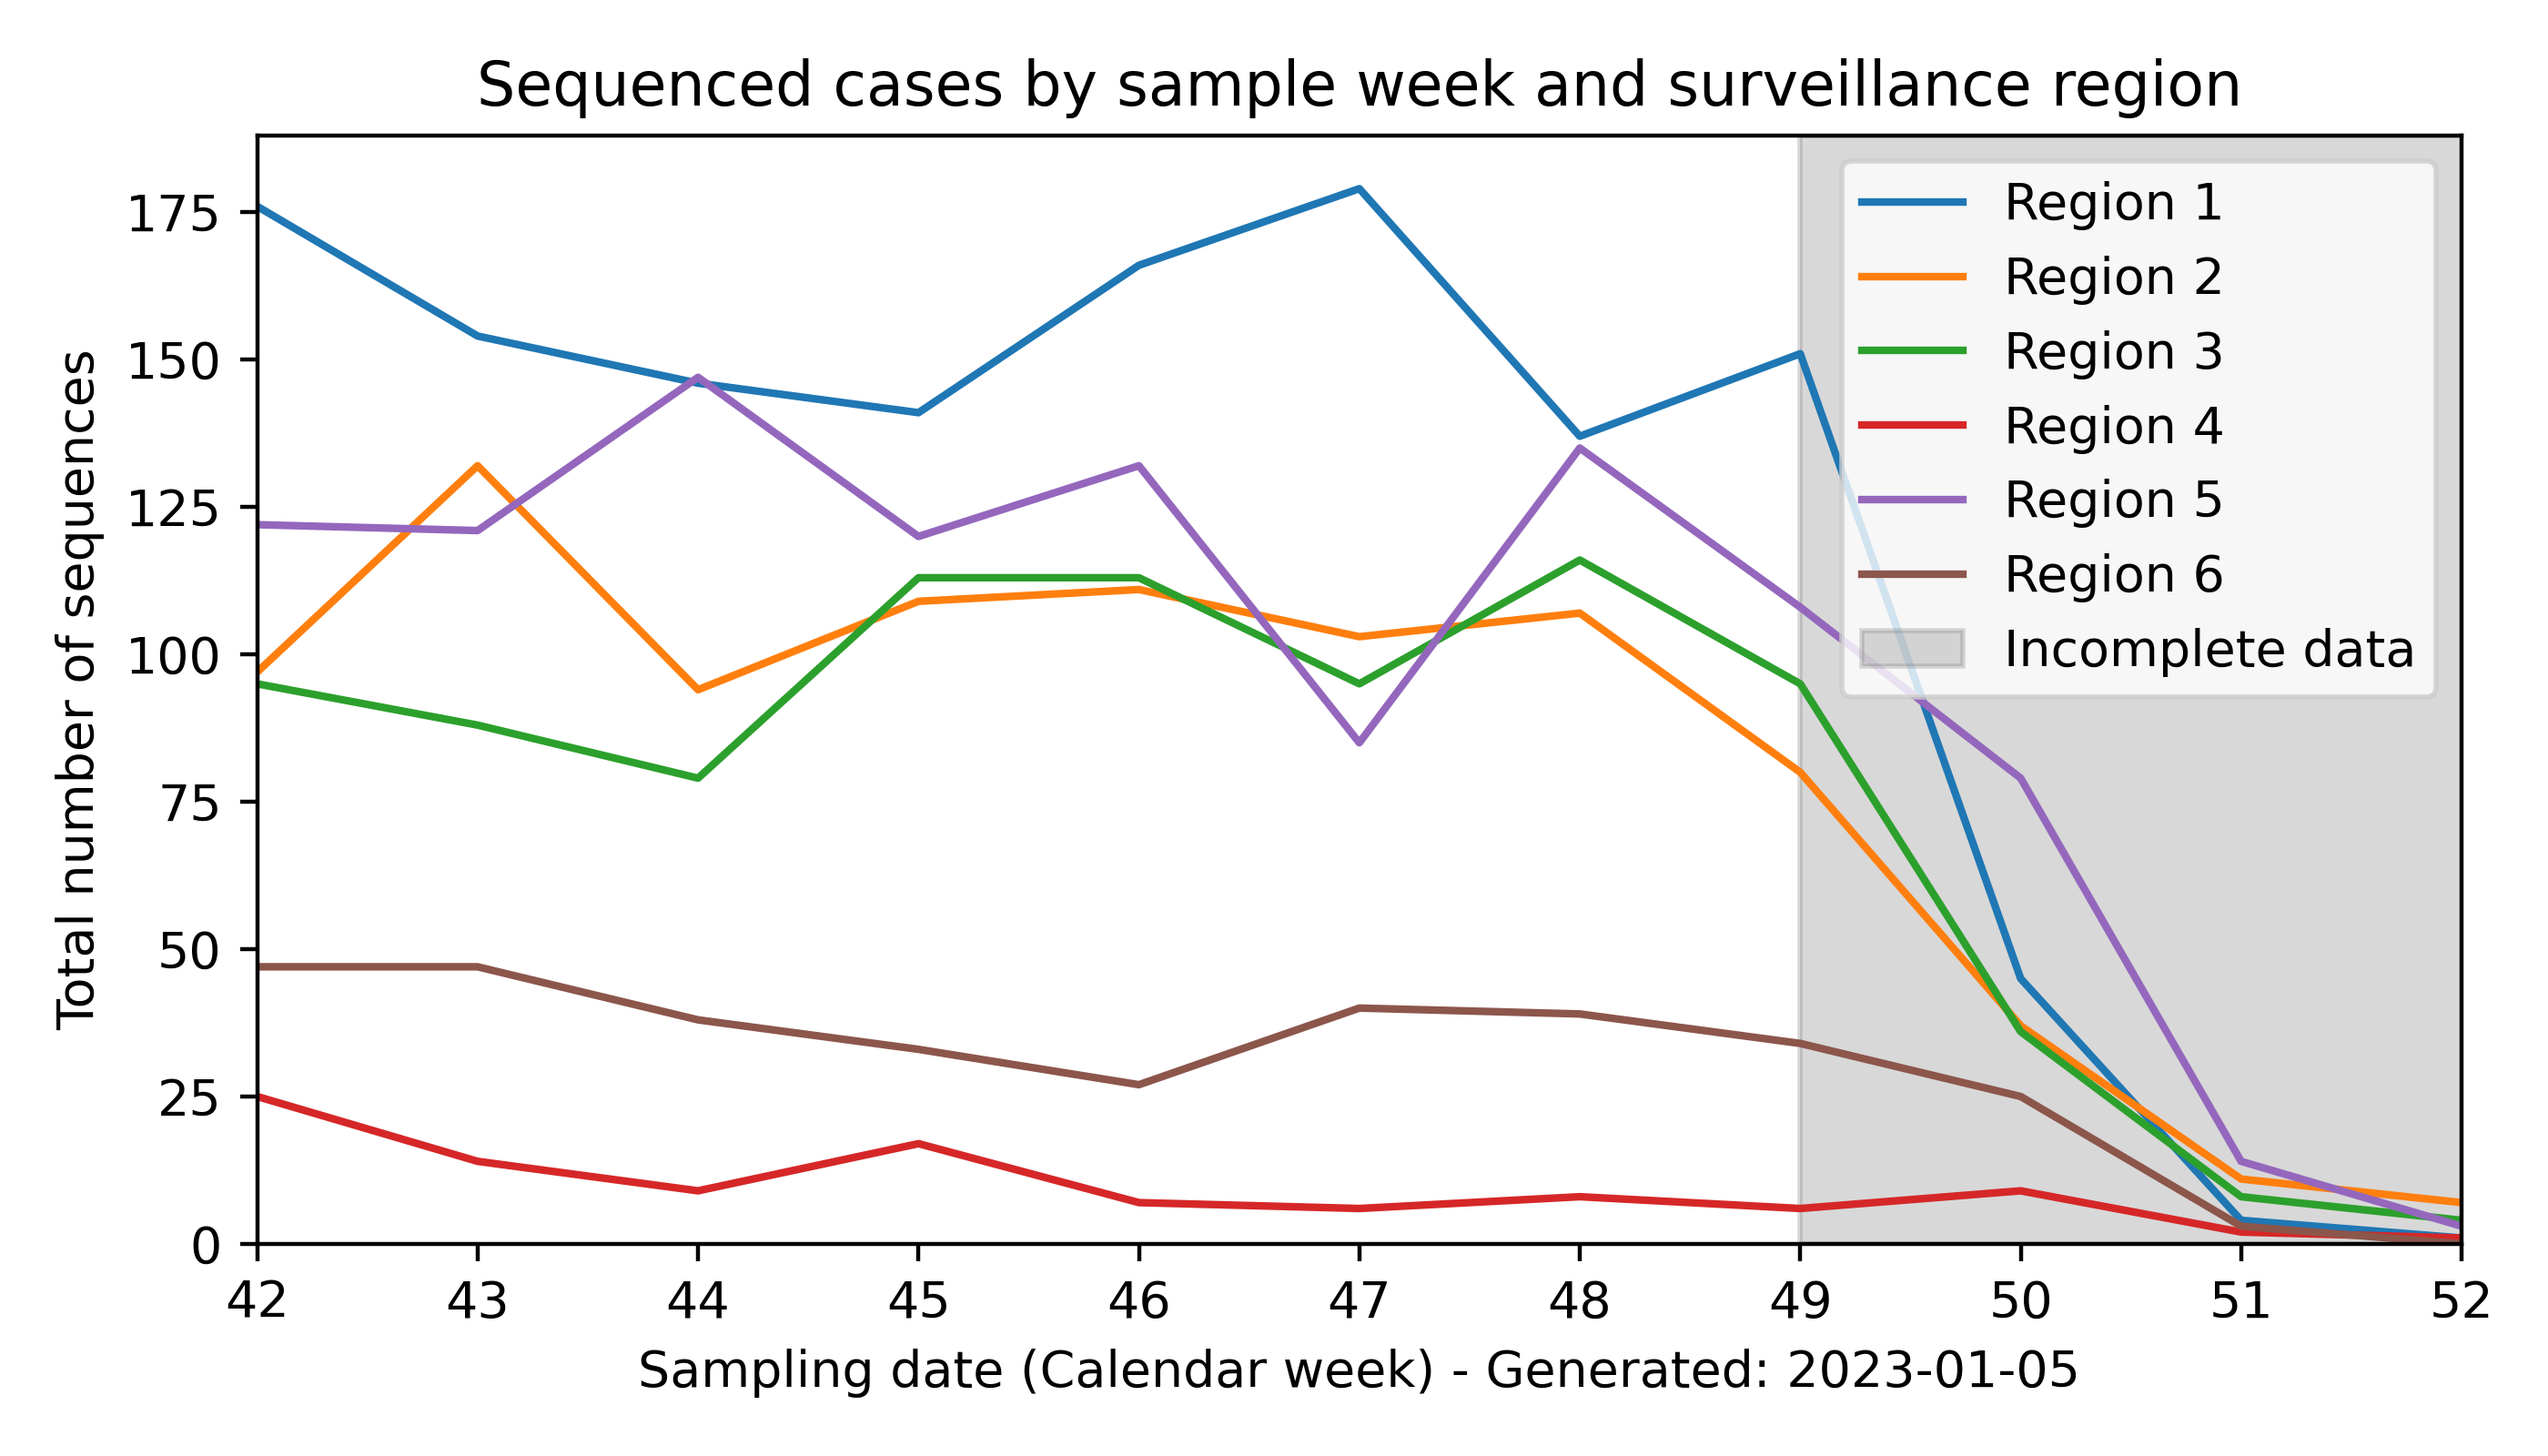 Sequenced cases by sample week and surveillance region
Total number of sequences
175
150
125
100
75
50
25
0
Region 1
Region 2
Region 3
Region 4
Region 5
Region 6
Incomplete data
42 43 44 45 46 47 48 49 50 51 52
Sampling date (Calendar week) - Generated: 2023-01-05